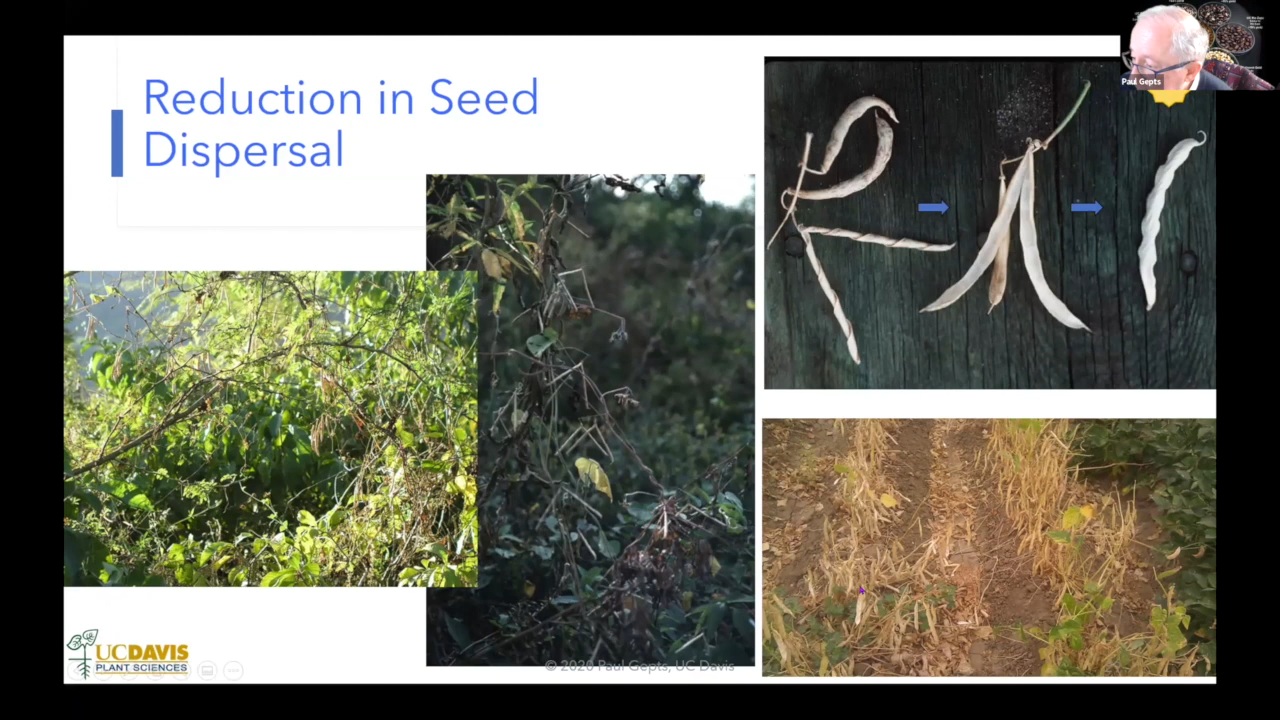 Reduction in Seed
Dispersal
Paul Gepts
UCDAVIS
PLANT SCIENCES
© 2020 Paul Gepts, UC Davis